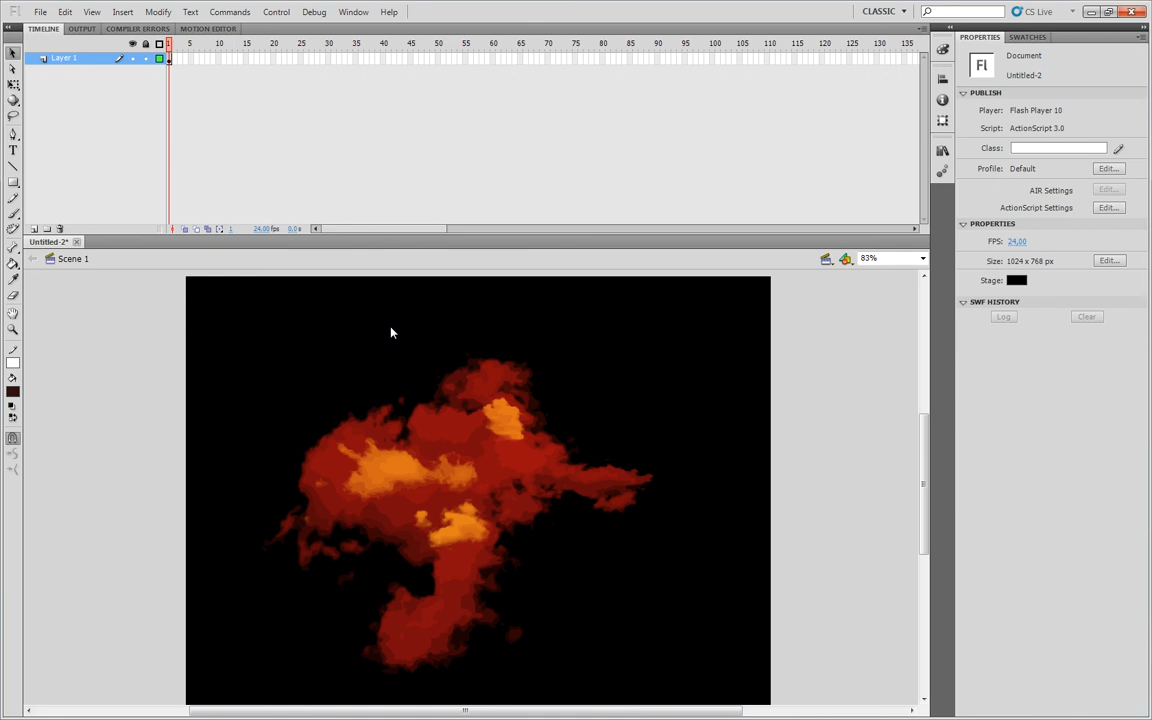 Fl File Edit View Insert Modify Text Commands Control Debug Window Help CLASSIC CS Live
TIMELINE OUTPUT COMPILER ERRORS MOTION EDITOR
1 5 10 15 20 25 30 35 40 45 50 55 60 65 70 75 80 85 90 95 100 105 110 115 120 125 130 135
Layer 1
1 24.00 fps 0.0 s
Untitled-2*
Scene 1 83%
PROPERTIES SWATCHES
Fl
Document
Untitled-2
PUBLISH
Player: Flash Player 10
Script: ActionScript 3.0
Class:
Profile: Default Edit...
AIR Settings Edit...
ActionScript Settings Edit...
PROPERTIES
FPS: 24.00
Size: 1024 x 768 px Edit...
Stage:
SWF HISTORY
Log Clear